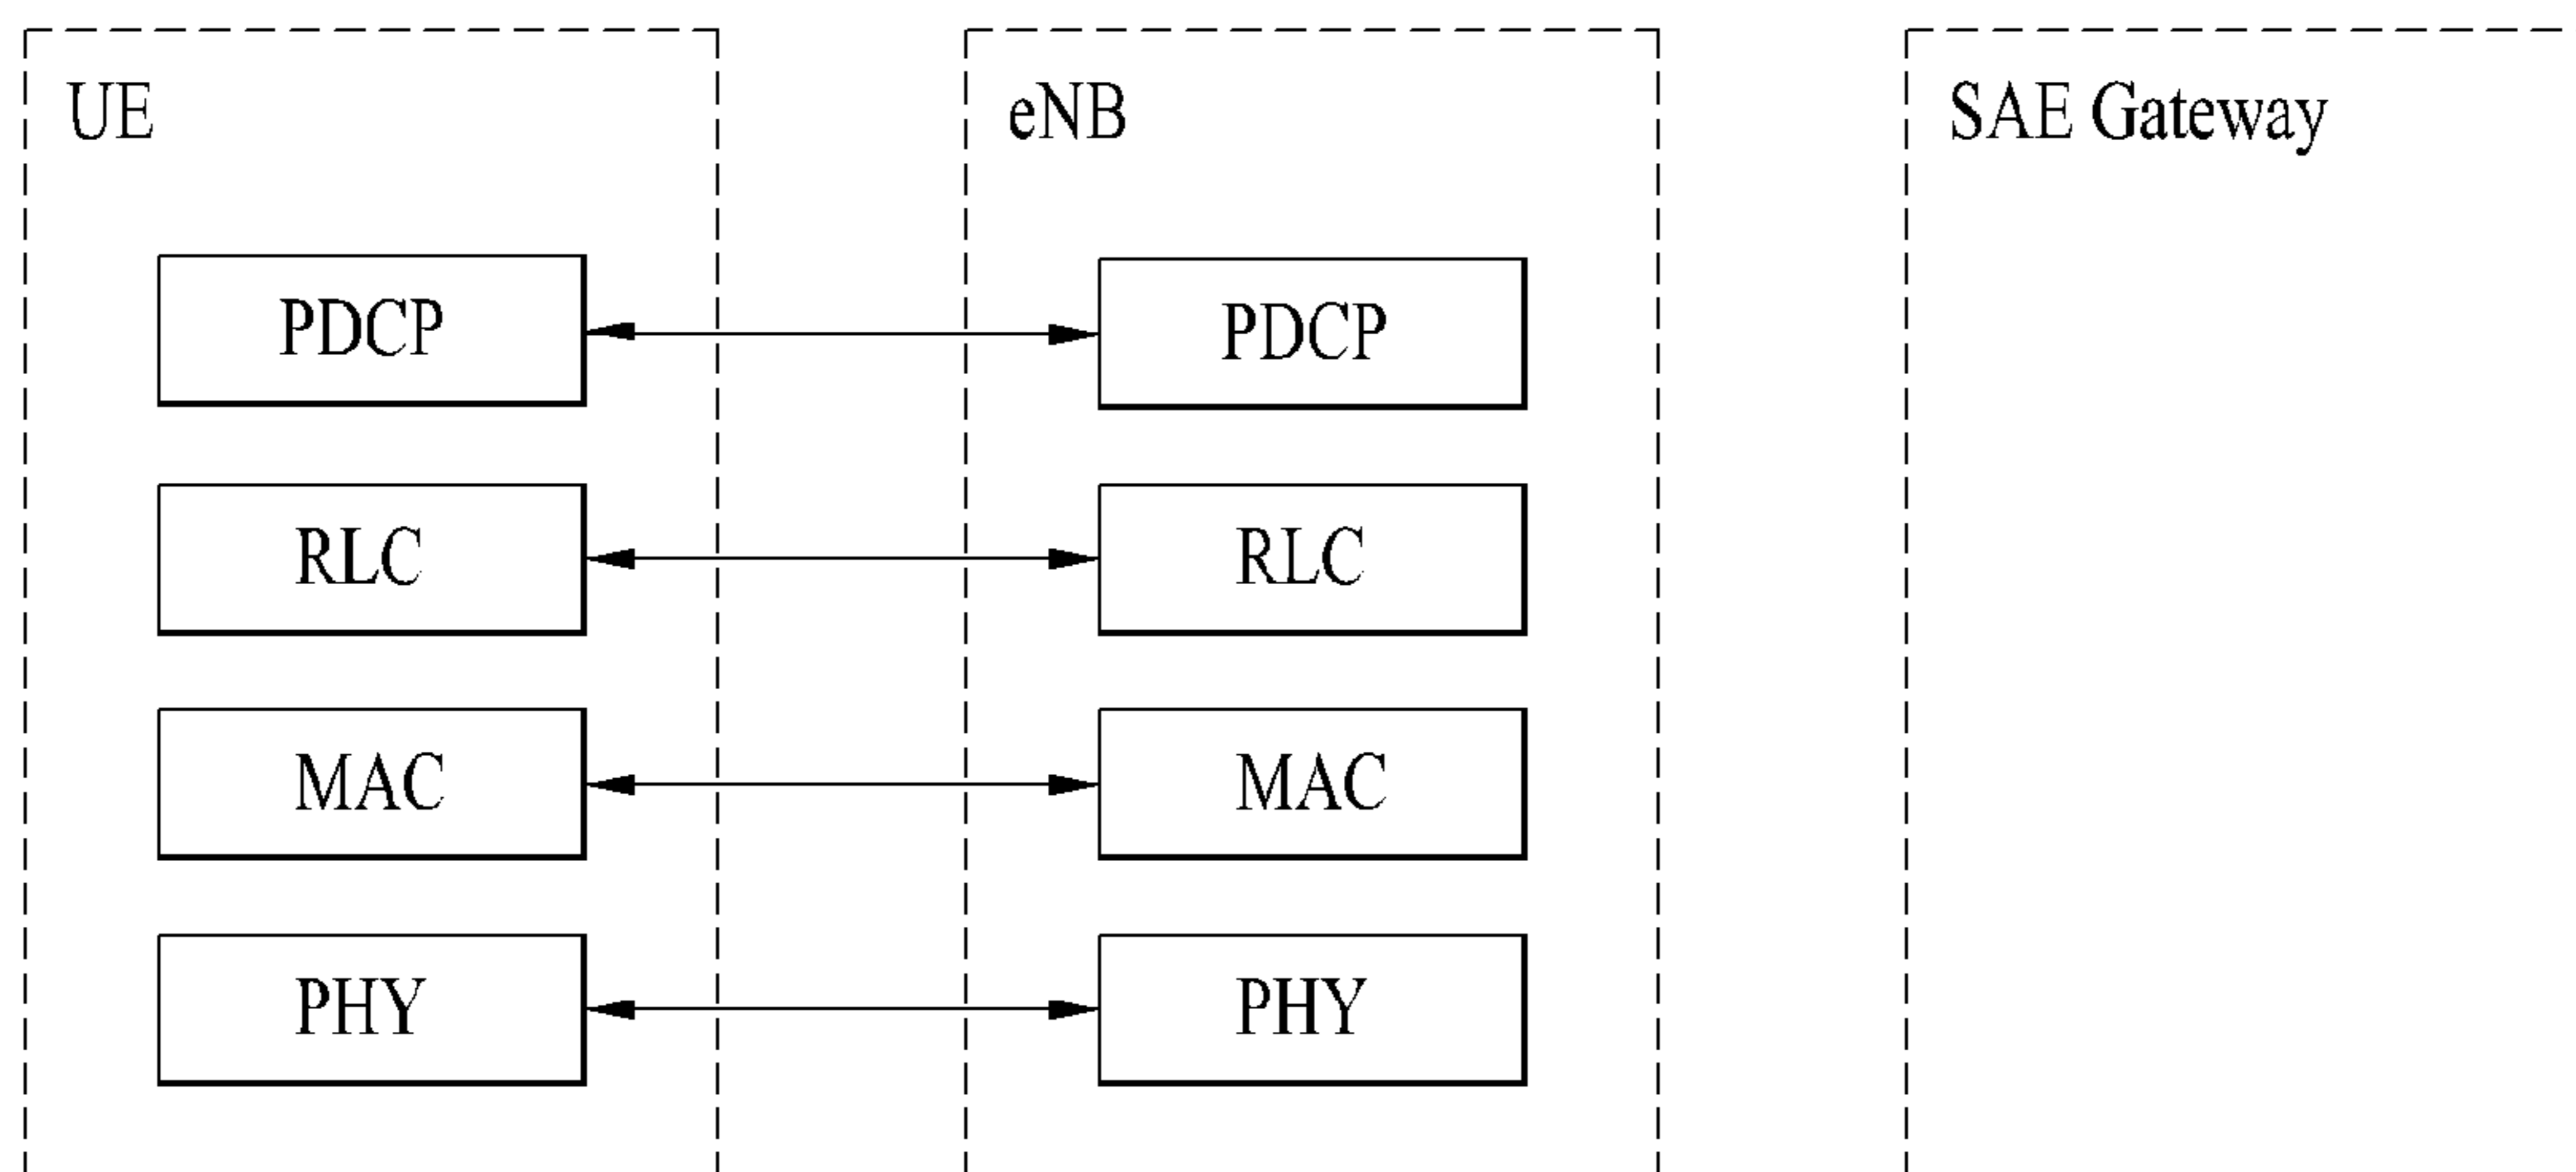 UE
eNB
SAE Gateway
PDCP
PDCP
RLC
RLC
MAC
MAC
PHY
PHY